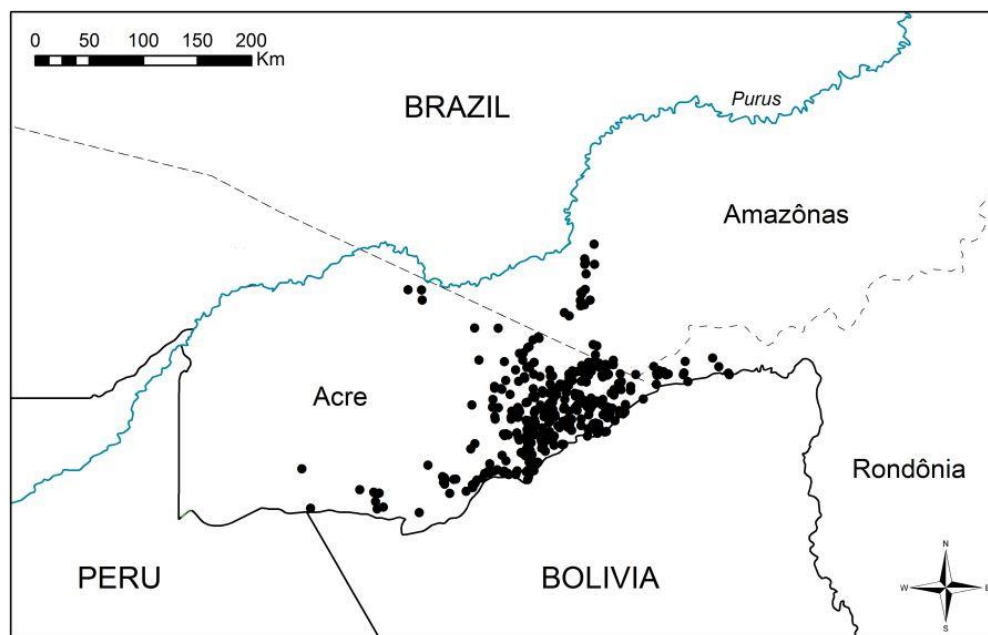 0 50 100 150 200
Km
BRAZIL
Purus
Amazônas
Acre
Rondônia
PERU
BOLIVIA
N
W E
S